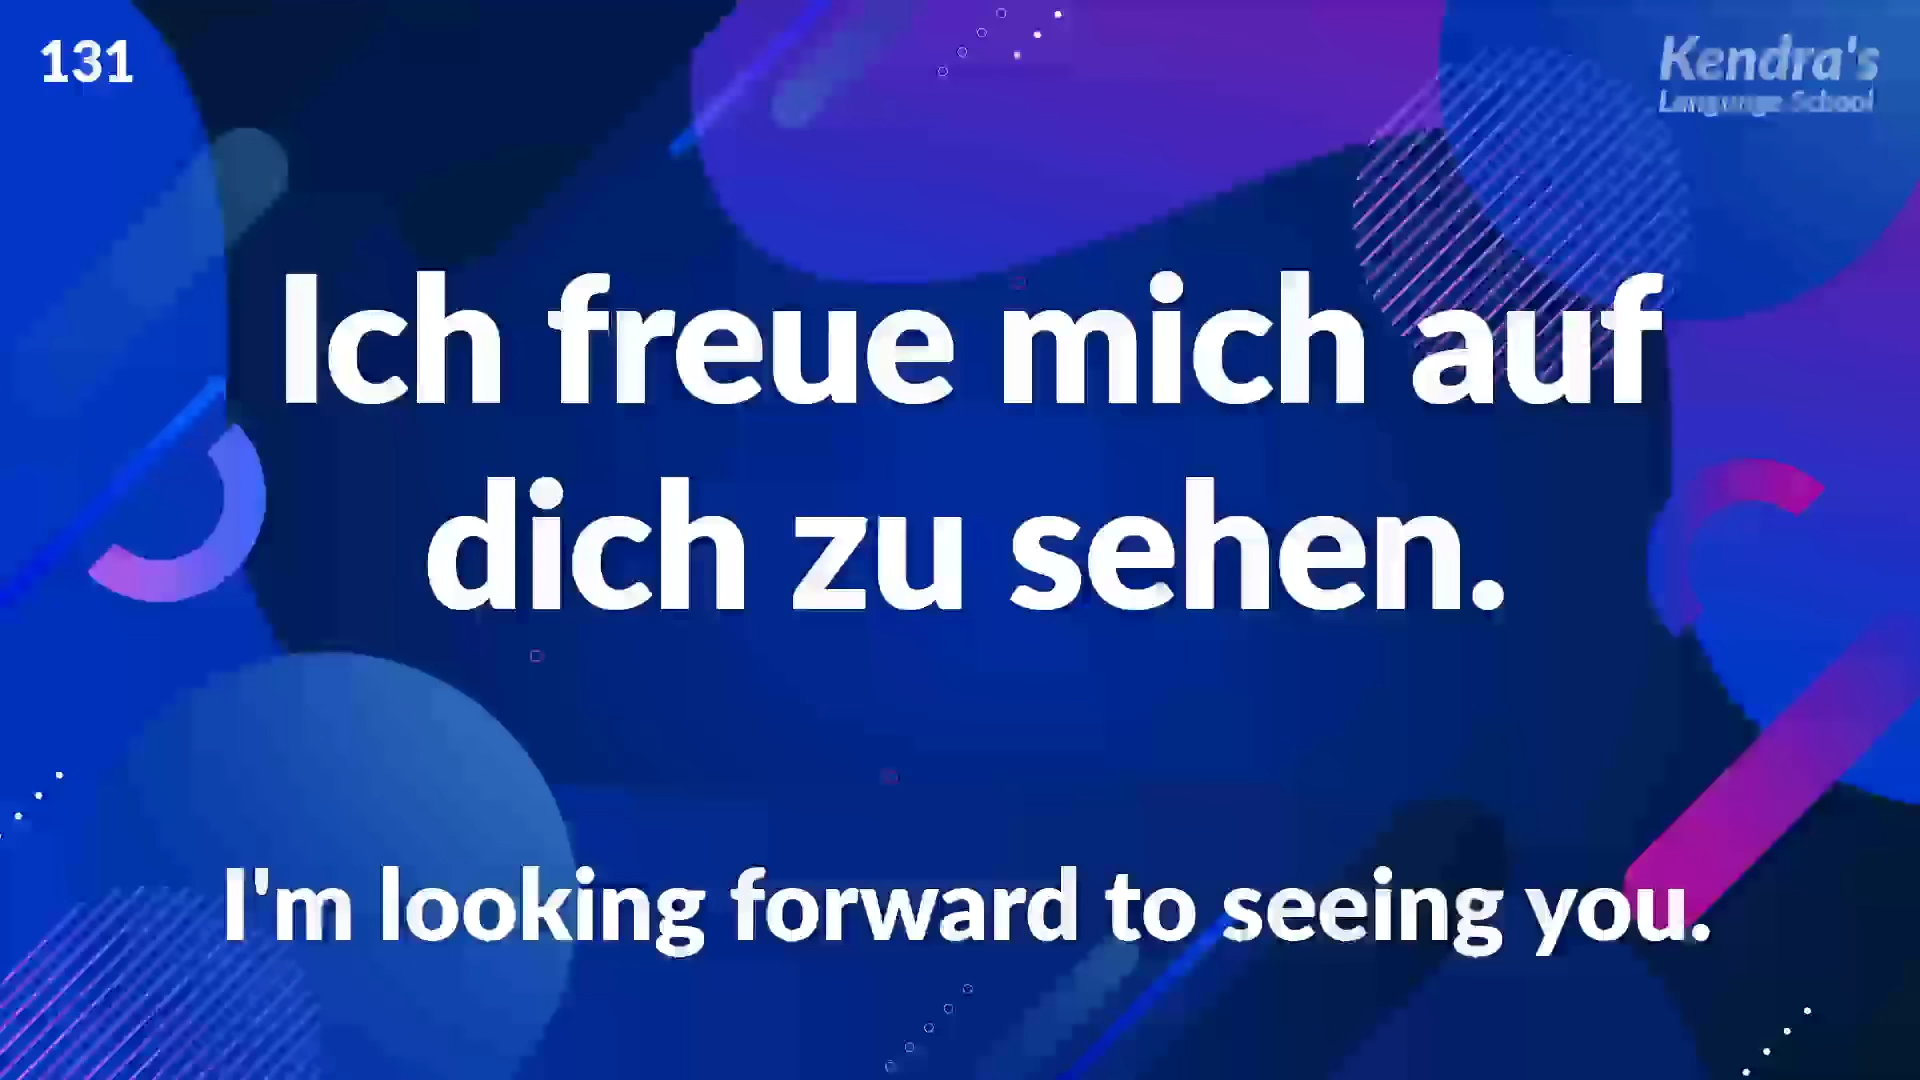 131
Kendra's
Language School
Ich freue mich auf
dich zu sehen.
I'm looking forward to seeing you.